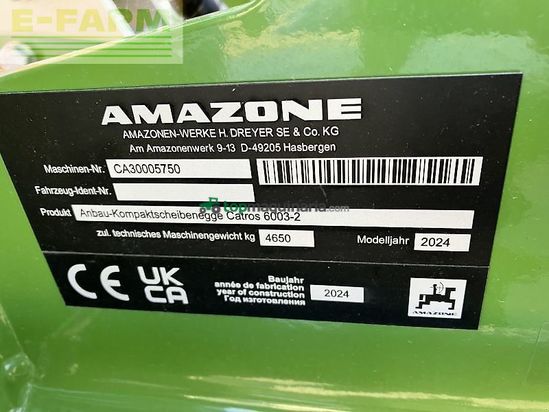 E-FARM
AMAZONE
AMAZONEN-WERKE H. DREYER SE & Co. KG
Am Amazonenwerk 9-13 D-49205 Hasbergen
Maschinen-Nr. CA30005750
Fahrzeug-Ident-Nr.
topmaquinaria.com
Produkt Anbau-Kompaktscheibenegge Catros 6003-2
zul. technisches Maschinengewicht kg 4650 Modelljahr 2024
CE UK CA
Baujahr
année de fabrication
year of construction 2024
Год изготовления
AMAZONE